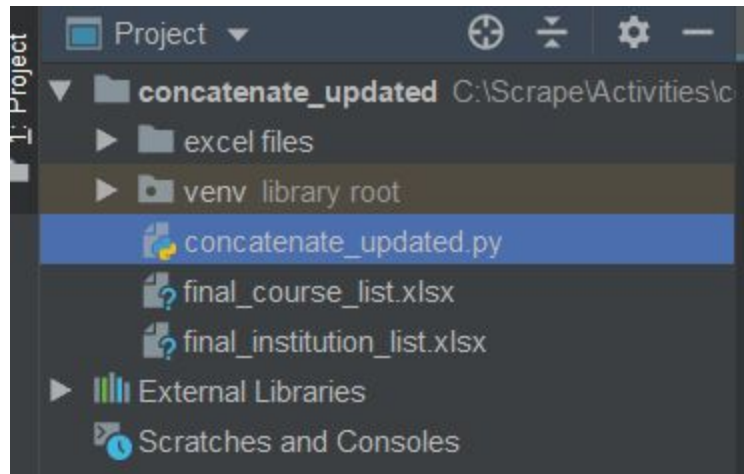 1: Project
Project
concatenate_updated C:\Scrape\Activities\c
excel files
venv library root
concatenate_updated.py
final_course_list.xlsx
final_institution_list.xlsx
External Libraries
Scratches and Consoles